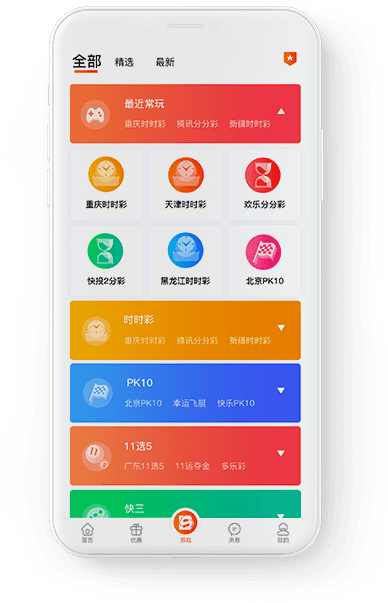 全部 精选 最新
最近常玩
重庆时时彩 腾讯分分彩 新疆时时彩
重庆时时彩 天津时时彩 欢乐分分彩
快投2分彩 黑龙江时时彩 北京PK10
时时彩
重庆时时彩 腾讯分分彩 新疆时时彩
PK10
北京PK10 幸运飞艇 快乐PK10
11选5
广东11选5 11运夺金 多乐彩
快三
首页 优惠 游戏 消息 我的